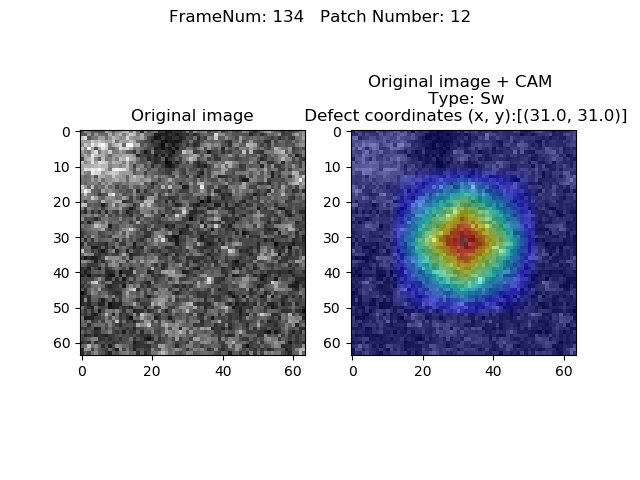 FrameNum: 134   Patch Number: 12
Original image
Original image + CAM
Type: Sw
Defect coordinates (x, y):[(31.0, 31.0)]
0
10
20
30
40
50
60
0 20 40 60
0
10
20
30
40
50
60
0 20 40 60